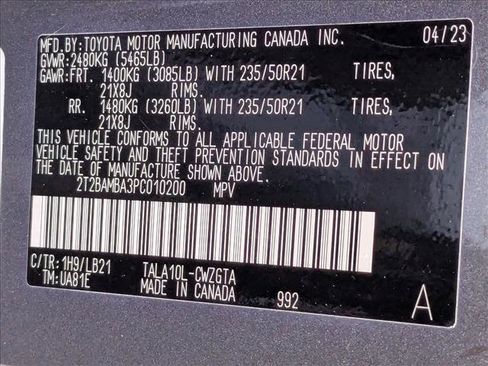 MFD.BY:TOYOTA MOTOR MANUFACTURING CANADA INC. 04/23
GVWR:2480KG (5465LB)
GAWR:FRT. 1400KG (3085LB) WITH 235/50R21 TIRES,
21X8J RIMS.
RR. 1480KG (3260LB) WITH 235/50R21 TIRES,
21X8J RIMS.
THIS VEHICLE CONFORMS TO ALL APPLICABLE FEDERAL MOTOR
VEHICLE SAFETY AND THEFT PREVENTION STANDARDS IN EFFECT ON
THE DATE OF MANUFACTURE SHOWN ABOVE.
2T2BAMBA3PC010200 MPV
C/TR:1H9/LB21 TALA10L-CWZGTA
TM:UA81E MADE IN CANADA 992 A